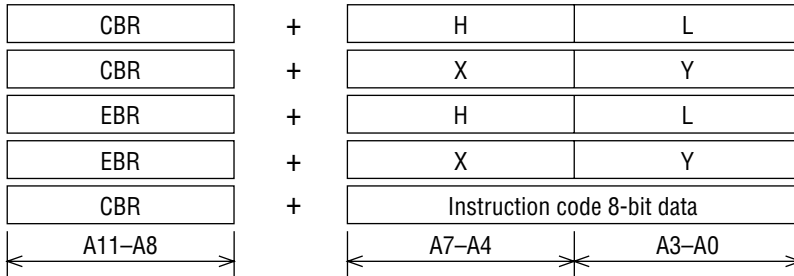 CBR + H L
CBR + X Y
EBR + H L
EBR + X Y
CBR + Instruction code 8-bit data
A11–A8 A7–A4 A3–A0